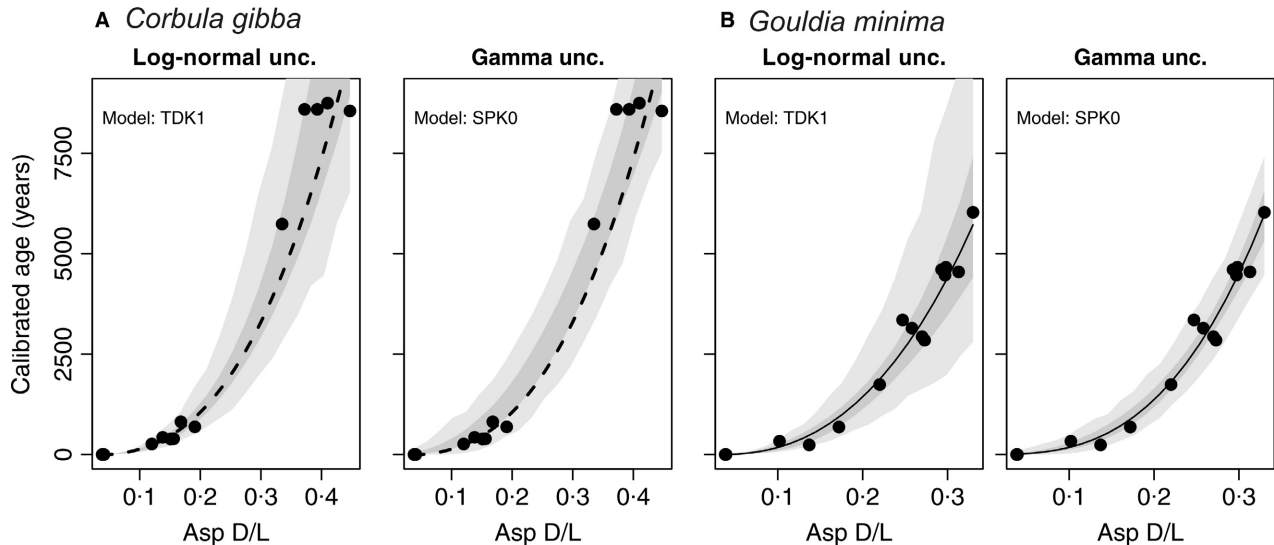 A Corbula gibba
B Gouldia minima
Log-normal unc.
Gamma unc.
Log-normal unc.
Gamma unc.
Model: TDK1
Model: SPK0
Model: TDK1
Model: SPK0
Calibrated age (years)
7500
5000
2500
0
0·1 0·2 0·3 0·4
0·1 0·2 0·3 0·4
0·1 0·2 0·3
0·1 0·2 0·3
Asp D/L
Asp D/L
Asp D/L
Asp D/L